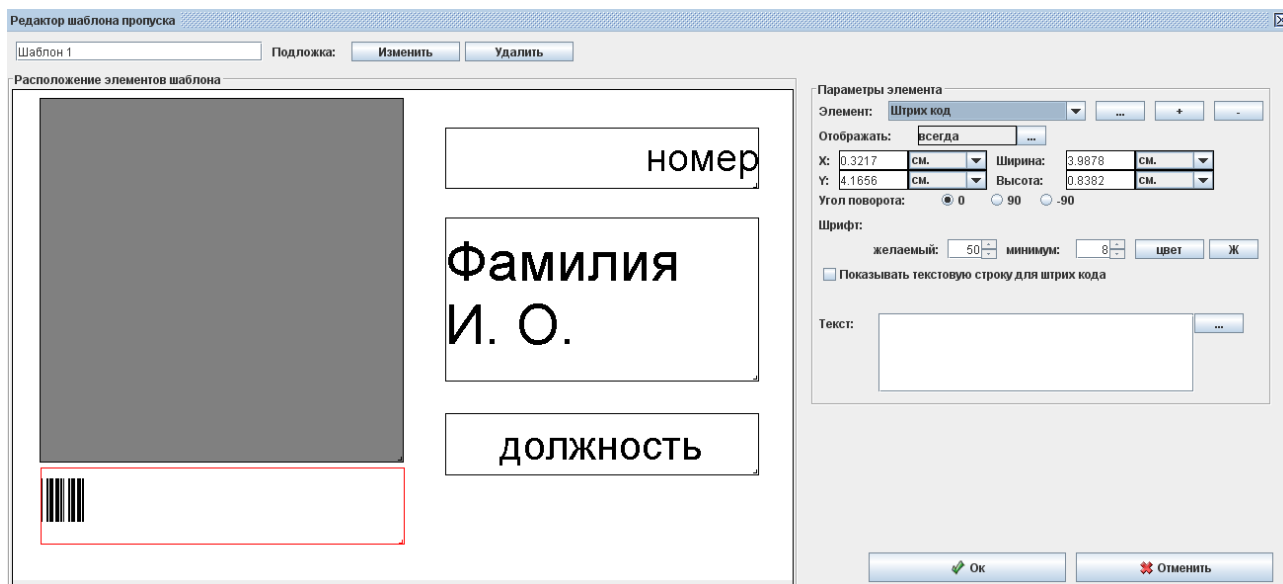 Редактор шаблона пропуска
Шаблон 1 Подложка: Изменить Удалить
Расположение элементов шаблона
номер
Фамилия
И. О.
должность
Параметры элемента
Элемент: Штрих код ... + -
Отображать: всегда ...
X: 0.3217 см. Ширина: 3.9878 см.
Y: 4.1656 см. Высота: 0.8382 см.
Угол поворота: 0 90 -90
Шрифт:
желаемый: 50 минимум: 8 цвет Ж
Показывать текстовую строку для штрих кода
Текст: ...
Ок Отменить